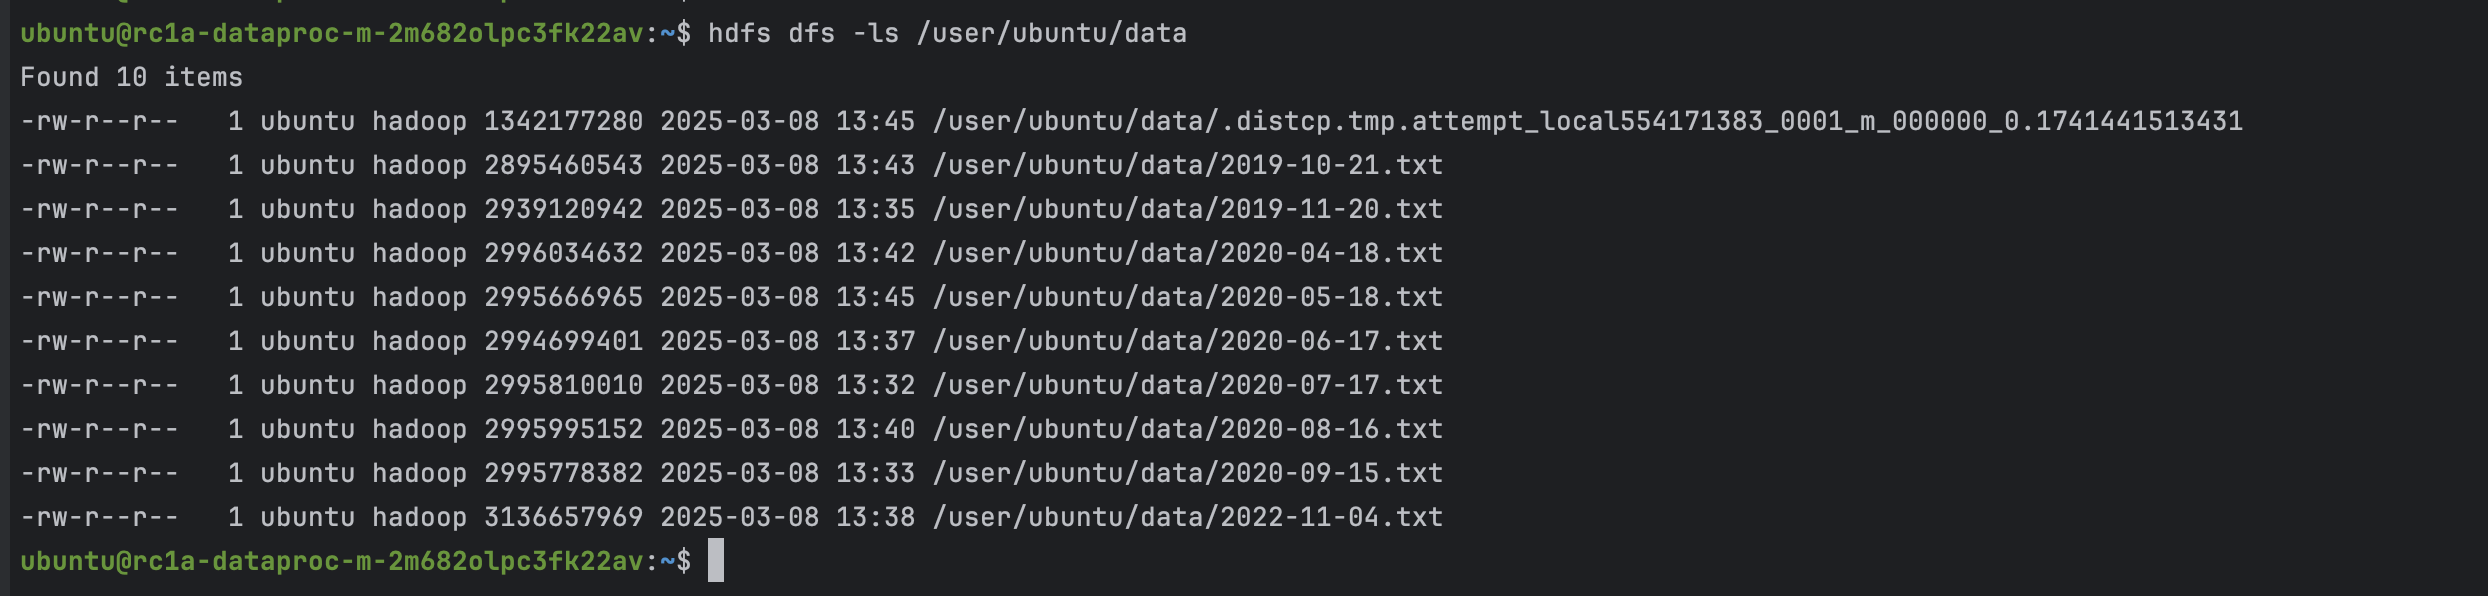 ubuntu@rc1a-dataproc-m-2m682olpc3fk22av:~$ hdfs dfs -ls /user/ubuntu/data
Found 10 items
-rw-r--r--   1 ubuntu hadoop 1342177280 2025-03-08 13:45 /user/ubuntu/data/.distcp.tmp.attempt_local554171383_0001_m_000000_0.1741441513431
-rw-r--r--   1 ubuntu hadoop 2895460543 2025-03-08 13:43 /user/ubuntu/data/2019-10-21.txt
-rw-r--r--   1 ubuntu hadoop 2939120942 2025-03-08 13:35 /user/ubuntu/data/2019-11-20.txt
-rw-r--r--   1 ubuntu hadoop 2996034632 2025-03-08 13:42 /user/ubuntu/data/2020-04-18.txt
-rw-r--r--   1 ubuntu hadoop 2995666965 2025-03-08 13:45 /user/ubuntu/data/2020-05-18.txt
-rw-r--r--   1 ubuntu hadoop 2994699401 2025-03-08 13:37 /user/ubuntu/data/2020-06-17.txt
-rw-r--r--   1 ubuntu hadoop 2995810010 2025-03-08 13:32 /user/ubuntu/data/2020-07-17.txt
-rw-r--r--   1 ubuntu hadoop 2995995152 2025-03-08 13:40 /user/ubuntu/data/2020-08-16.txt
-rw-r--r--   1 ubuntu hadoop 2995778382 2025-03-08 13:33 /user/ubuntu/data/2020-09-15.txt
-rw-r--r--   1 ubuntu hadoop 3136657969 2025-03-08 13:38 /user/ubuntu/data/2022-11-04.txt
ubuntu@rc1a-dataproc-m-2m682olpc3fk22av:~$